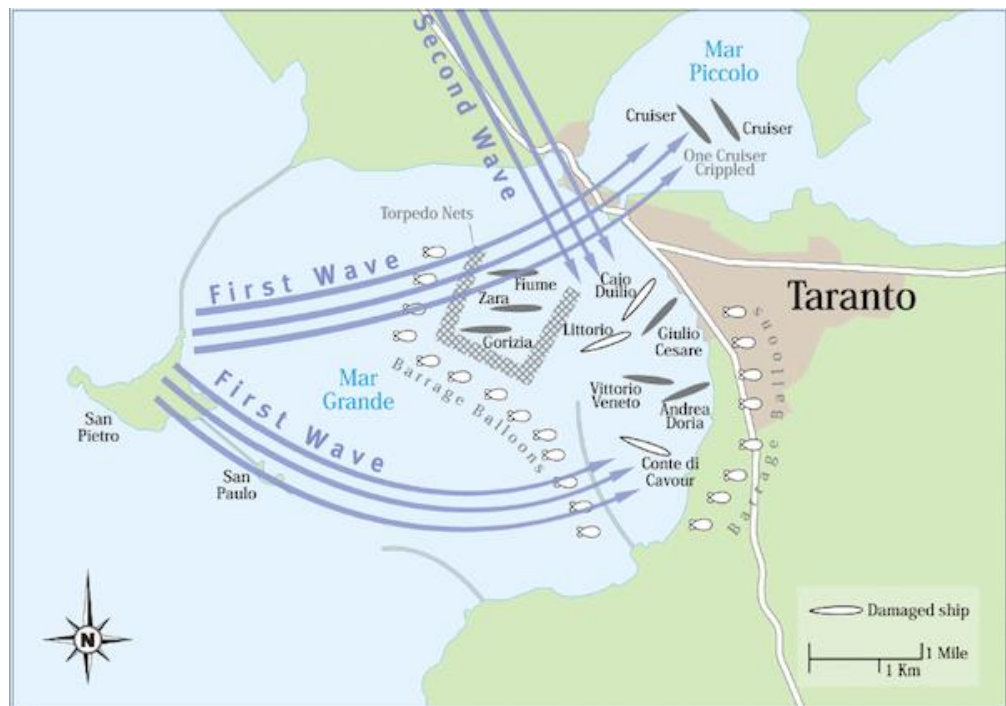 Second Wave
Mar
Piccolo
Cruiser
Cruiser
One Cruiser
Crippled
Torpedo Nets
First Wave
Fiume
Zara
Gorizia
Cajo
Duilio
Littorio
Giulio
Cesare
Taranto
Barrage Balloons
Mar
Grande
Barrage Balloons
Vittorio
Veneto
Andrea
Doria
San
Pietro
First Wave
San
Paulo
Conte di
Cavour
N
Damaged ship
1 Mile
1 Km